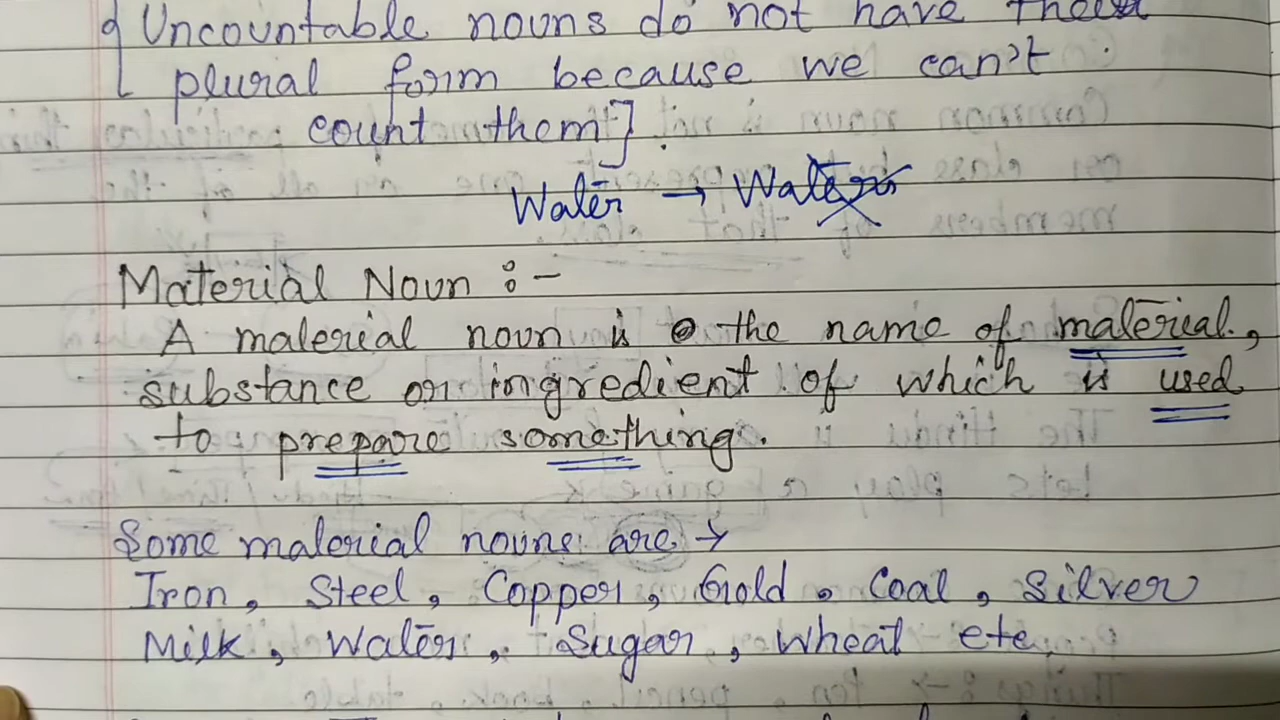 { Uncountable nouns do not have their
plural form because we can't
count them].
Water → Waters
Material Noun :-
A material noun is the name of material,
substance or ingredient of which is used
to prepare something.
Some material nouns are →
Iron, Steel, Copper, Gold, Coal, Silver
Milk, Water, Sugar, Wheat etc.